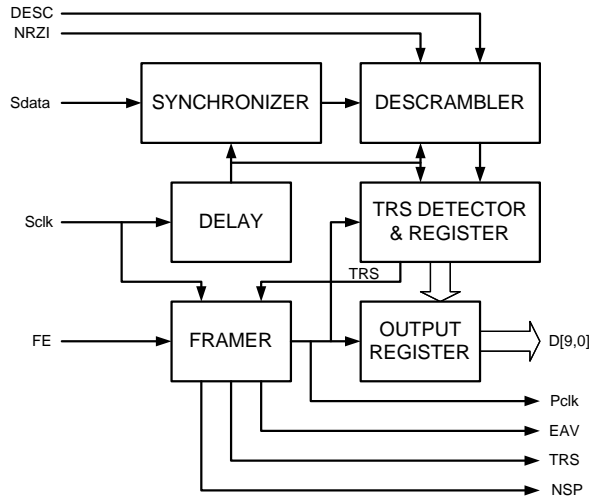 DESC
NRZI
Sdata
SYNCHRONIZER
DESCRAMBLER
Sclk
DELAY
TRS DETECTOR
& REGISTER
TRS
FE
FRAMER
OUTPUT
REGISTER
D[9,0]
Pclk
EAV
TRS
NSP